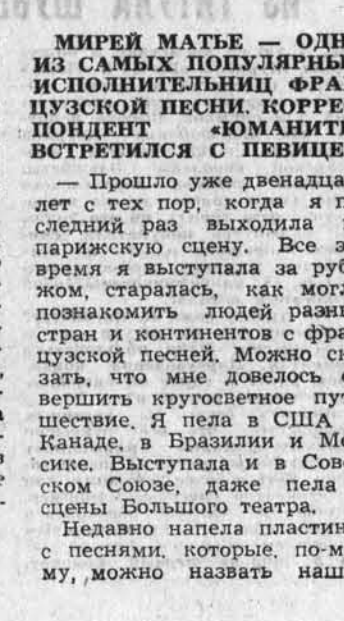 МИРЕЙ МАТЬЕ — ОДН
ИЗ САМЫХ ПОПУЛЯРНЫ
ИСПОЛНИТЕЛЬНИЦ ФРА
ЦУЗСКОЙ ПЕСНИ. КОРРЕ
ПОНДЕНТ «ЮМАНИТ
ВСТРЕТИЛСЯ С ПЕВИЦЕ
— Прошло уже двенадца
лет с тех пор, когда я п
следний раз выходила
парижскую сцену. Все э
время я выступала за руб
жом, старалась, как могл
познакомить людей разн
стран и континентов с фра
цузской песней. Можно ск
зать, что мне довелось с
вершить кругосветное пут
шествие. Я пела в США
Канаде, в Бразилии и Ме
сике. Выступала и в Сов
ском Союзе, даже пела
сцены Большого театра.
Недавно напела пластин
с песнями, которые, по-м
му, можно назвать наш